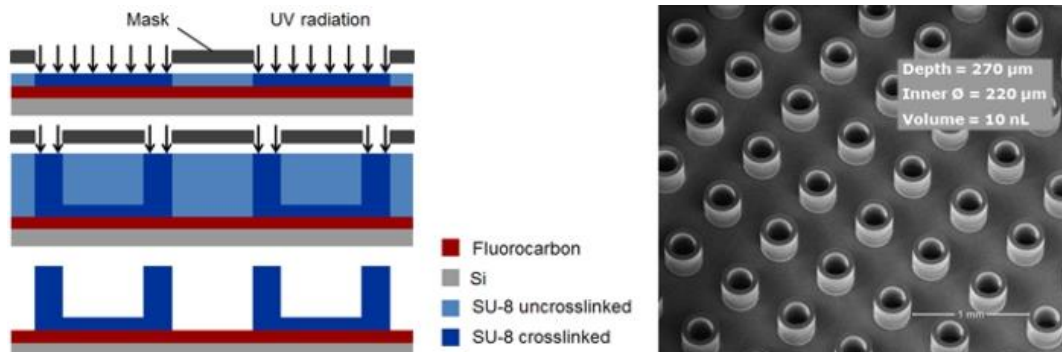 Mask
UV radiation
Fluorocarbon
Si
SU-8 uncrosslinked
SU-8 crosslinked
Depth = 270 µm
Inner Ø = 220 µm
Volume = 10 nL
1 mm